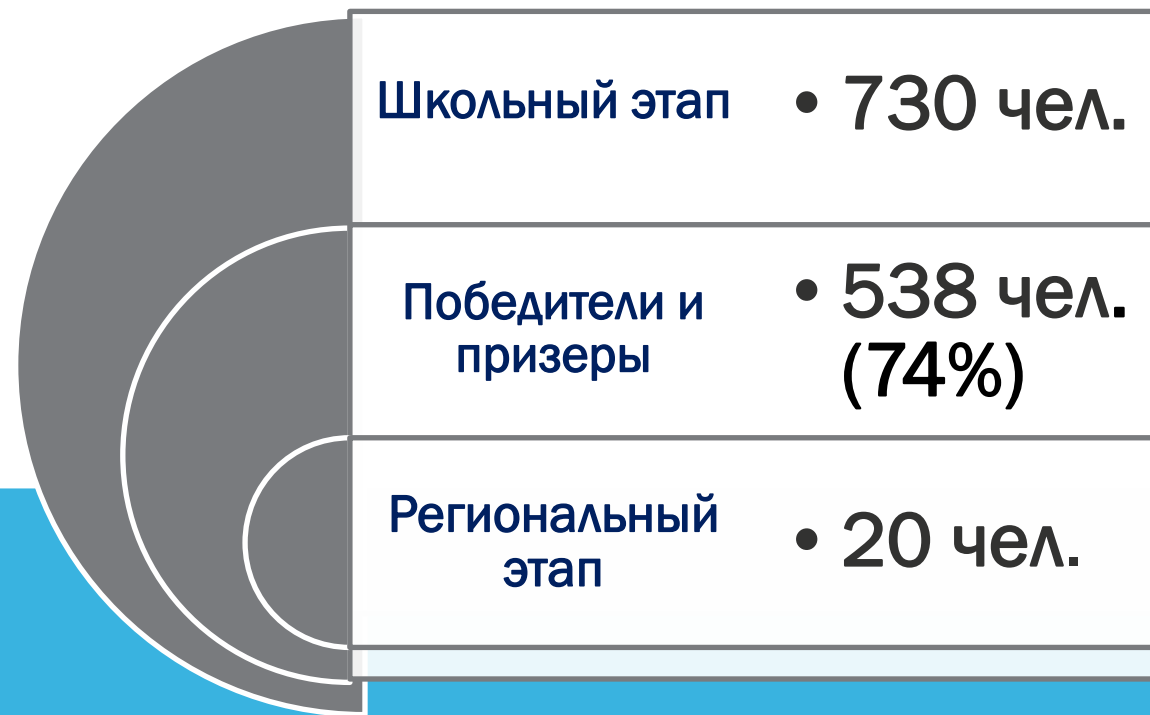 Школьный этап
• 730 чел.
Победители и
призеры
• 538 чел.
(74%)
Региональный
этап
• 20 чел.